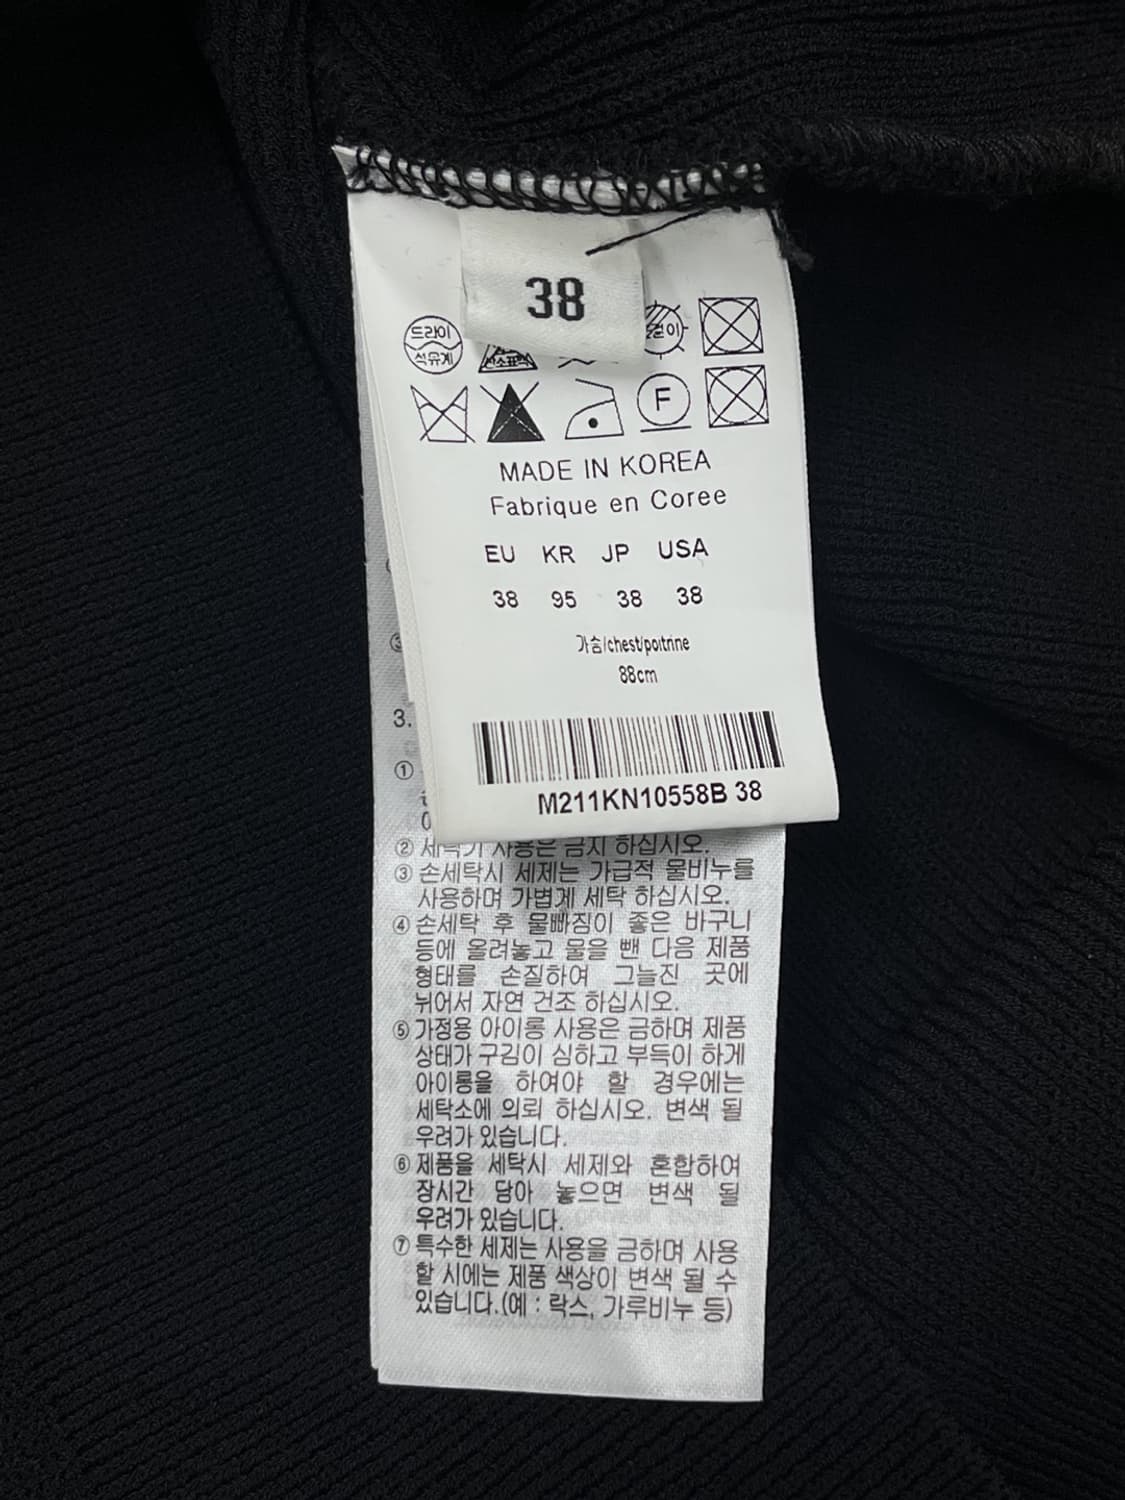 38
드라이
석유계
F
MADE IN KOREA
Fabrique en Coree
EU KR JP USA
38 95 38 38
가슴/chest/poitrine
88cm
M211KN10558B 38
3.
①
② 세탁기 사용은 금지 하십시오.
③ 손세탁시 세제는 가급적 물비누를
사용하며 가볍게 세탁 하십시오.
④ 손세탁 후 물빠짐이 좋은 바구니
등에 올려놓고 물을 뺀 다음 제품
형태를 손질하여 그늘진 곳에
뉘어서 자연 건조 하십시오.
⑤ 가정용 아이롱 사용은 금하며 제품
상태가 구김이 심하고 부득이 하게
아이롱을 하여야 할 경우에는
세탁소에 의뢰 하십시오. 변색 될
우려가 있습니다.
⑥ 제품을 세탁시 세제와 혼합하여
장시간 담아 놓으면 변색 될
우려가 있습니다.
⑦ 특수한 세제는 사용을 금하며 사용
할 시에는 제품 색상이 변색 될 수
있습니다.(예 : 락스, 가루비누 등)